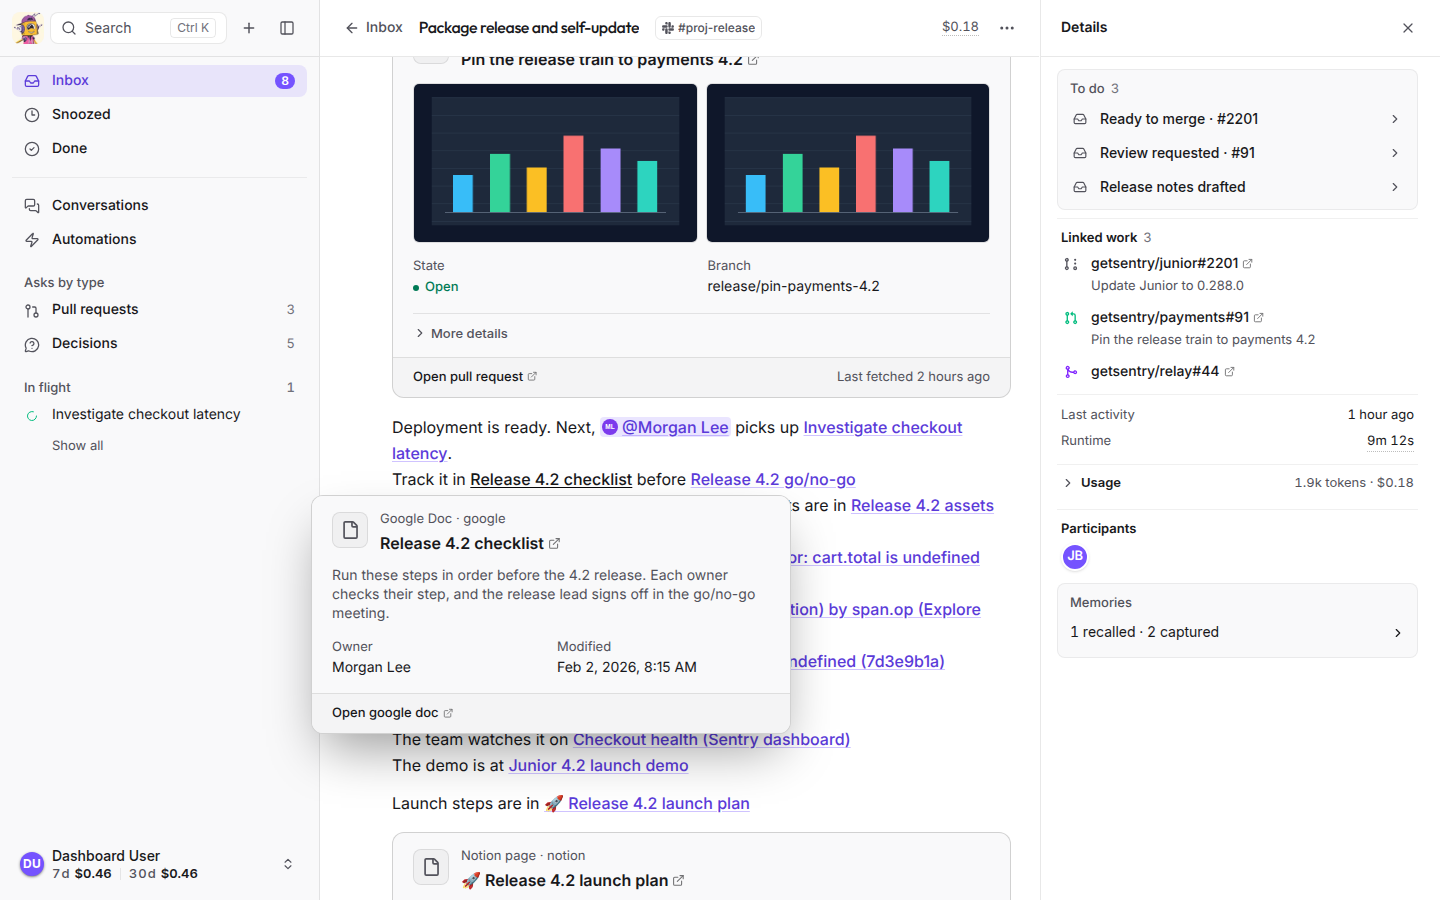 Search
Ctrl K
Inbox
8
Snoozed
Done
Conversations
Automations
Asks by type
Pull requests
3
Decisions
5
In flight
1
Investigate checkout latency
Show all
DU
Dashboard User
7d $0.46
30d $0.46
Inbox
Package release and self-update
#proj-release
$0.18
Pin the release train to payments 4.2
State
Branch
Open
release/pin-payments-4.2
More details
Open pull request
Last fetched 2 hours ago
Deployment is ready. Next, ML @Morgan Lee picks up Investigate checkout
latency.
Track it in Release 4.2 checklist before Release 4.2 go/no-go
s are in Release 4.2 assets
or: cart.total is undefined
tion) by span.op (Explore
ndefined (7d3e9b1a)
Google Doc · google
Release 4.2 checklist
Run these steps in order before the 4.2 release. Each owner
checks their step, and the release lead signs off in the go/no-go
meeting.
Owner
Modified
Morgan Lee
Feb 2, 2026, 8:15 AM
Open google doc
The team watches it on Checkout health (Sentry dashboard)
The demo is at Junior 4.2 launch demo
Launch steps are in 🚀 Release 4.2 launch plan
Notion page · notion
🚀 Release 4.2 launch plan
Details
To do 3
Ready to merge · #2201
Review requested · #91
Release notes drafted
Linked work 3
getsentry/junior#2201
Update Junior to 0.288.0
getsentry/payments#91
Pin the release train to payments 4.2
getsentry/relay#44
Last activity
1 hour ago
Runtime
9m 12s
Usage
1.9k tokens · $0.18
Participants
JB
Memories
1 recalled · 2 captured